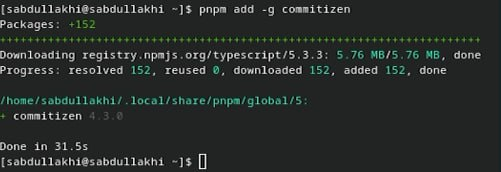 [sabdullakhi@sabdullakhi ~]$ pnpm add -g commitizen
Packages: +152
++++++++++++++++++++++++++++++++++++++++++++++++++++++++++++++++++++++
Downloading registry.npmjs.org/typescript/5.3.3: 5.76 MB/5.76 MB, done
Progress: resolved 152, reused 0, downloaded 152, added 152, done
/home/sabdullakhi/.local/share/pnpm/global/5:
+ commitizen 4.3.0
Done in 31.5s
[sabdullakhi@sabdullakhi ~]$